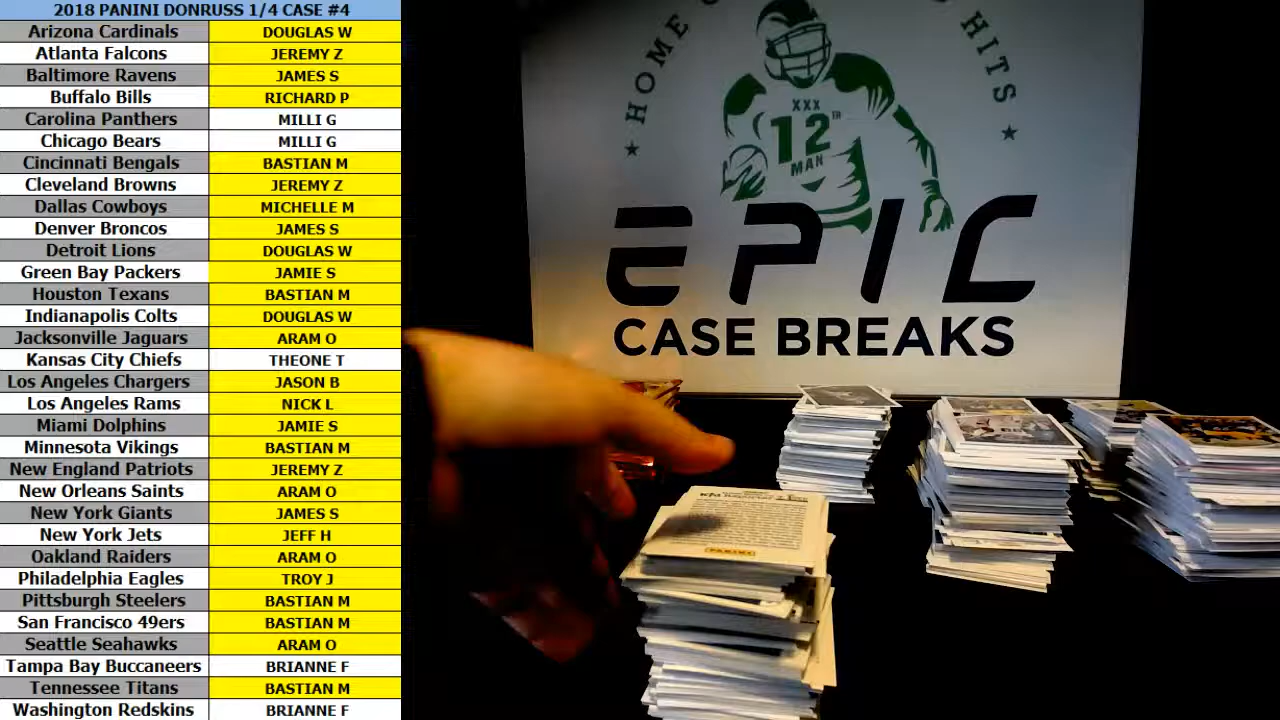 2018 PANINI DONRUSS 1/4 CASE #4
Arizona Cardinals DOUGLAS W
Atlanta Falcons JEREMY Z
Baltimore Ravens JAMES S
Buffalo Bills RICHARD P
Carolina Panthers MILLI G
Chicago Bears MILLI G
Cincinnati Bengals BASTIAN M
Cleveland Browns JEREMY Z
Dallas Cowboys MICHELLE M
Denver Broncos JAMES S
Detroit Lions DOUGLAS W
Green Bay Packers JAMIE S
Houston Texans BASTIAN M
Indianapolis Colts DOUGLAS W
Jacksonville Jaguars ARAM O
Kansas City Chiefs THEONE T
Los Angeles Chargers JASON B
Los Angeles Rams NICK L
Miami Dolphins JAMIE S
Minnesota Vikings BASTIAN M
New England Patriots JEREMY Z
New Orleans Saints ARAM O
New York Giants JAMES S
New York Jets JEFF H
Oakland Raiders ARAM O
Philadelphia Eagles TROY J
Pittsburgh Steelers BASTIAN M
San Francisco 49ers BASTIAN M
Seattle Seahawks ARAM O
Tampa Bay Buccaneers BRIANNE F
Tennessee Titans BASTIAN M
Washington Redskins BRIANNE F
HOME HITS
XXX
12TH
MAN
EPIC
CASE BREAKS
PANINI